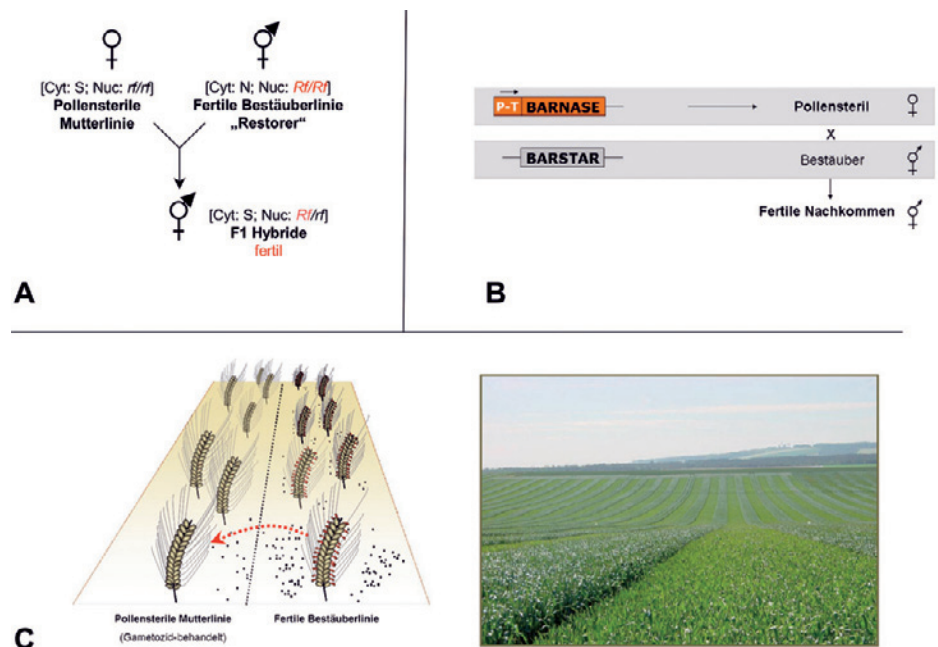 [Cyt: S; Nuc: rf/rf]
Pollensterile
Mutterlinie
[Cyt: N; Nuc: Rf/Rf]
Fertile Bestäuberlinie
„Restorer“
[Cyt: S; Nuc: Rf/rf]
F1 Hybride
fertil
A
P-T BARNASE
Pollensteril
X
BARSTAR
Bestäuber
Fertile Nachkommen
B
Pollensterile Mutterlinie
(Gametozid-behandelt)
Fertile Bestäuberlinie
C